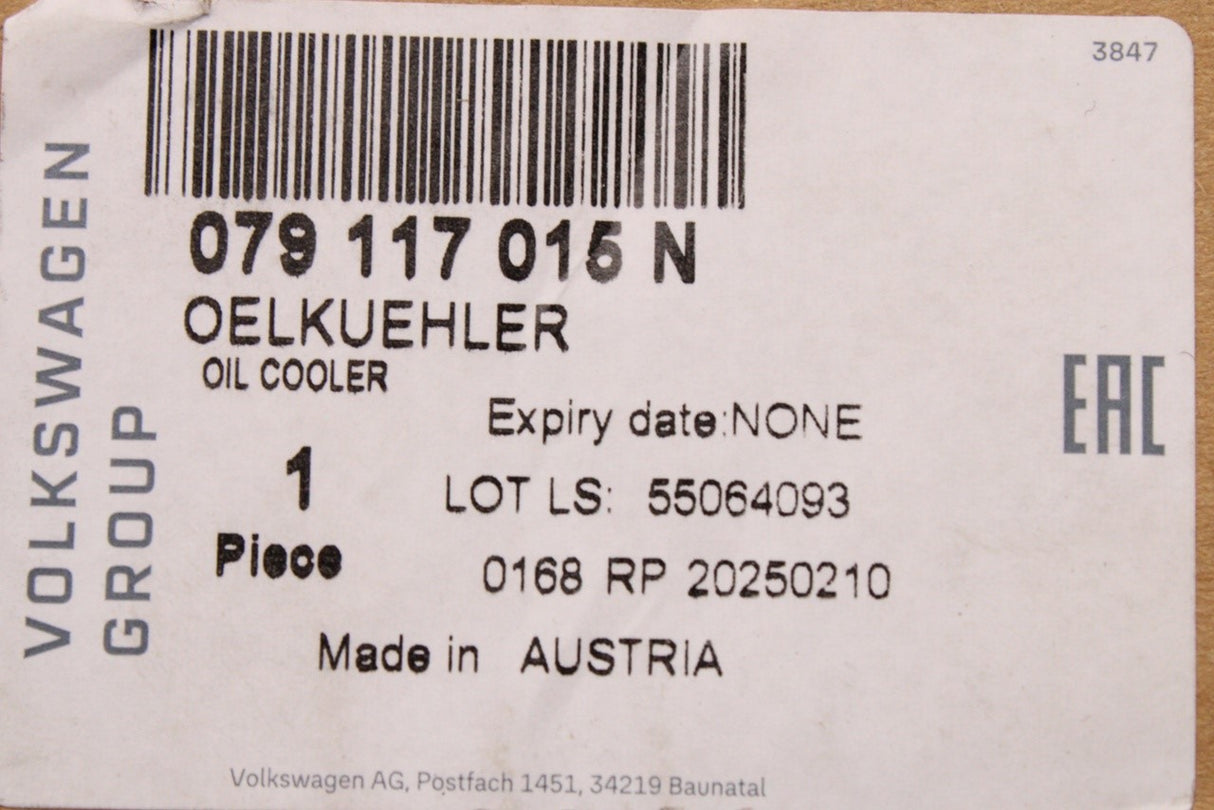 3847
VOLKSWAGEN
GROUP
079 117 015 N
OELKUEHLER
OIL COOLER
Expiry date:NONE
1
LOT LS: 55064093
Piece
0168 RP 20250210
Made in AUSTRIA
EAC
Volkswagen AG, Postfach 1451, 34219 Baunatal